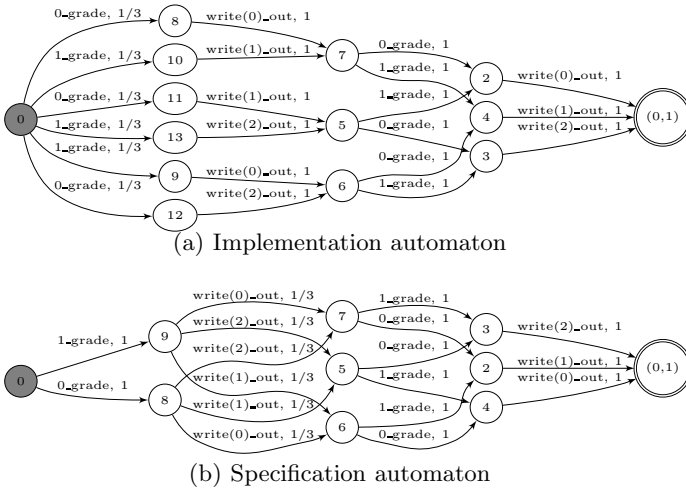 0_grade, 1/3
8
write(0)_out, 1
1_grade, 1/3
10
write(1)_out, 1
7
0_grade, 1
1_grade, 1
2
write(0)_out, 1
0_grade, 1/3
11
write(1)_out, 1
1_grade, 1
0
4
write(1)_out, 1
(0,1)
1_grade, 1/3
13
write(2)_out, 1
5
0_grade, 1
write(2)_out, 1
1_grade, 1/3
9
write(0)_out, 1
0_grade, 1
3
0_grade, 1/3
12
write(2)_out, 1
6
1_grade, 1
(a) Implementation automaton
write(0)_out, 1/3
7
1_grade, 1
1_grade, 1
9
write(2)_out, 1/3
0_grade, 1
3
write(2)_out, 1
write(2)_out, 1/3
0_grade, 1
0
5
2
write(1)_out, 1
(0,1)
0_grade, 1
8
write(1)_out, 1/3
1_grade, 1
write(0)_out, 1
write(1)_out, 1/3
1_grade, 1
4
write(0)_out, 1/3
6
0_grade, 1
(b) Specification automaton